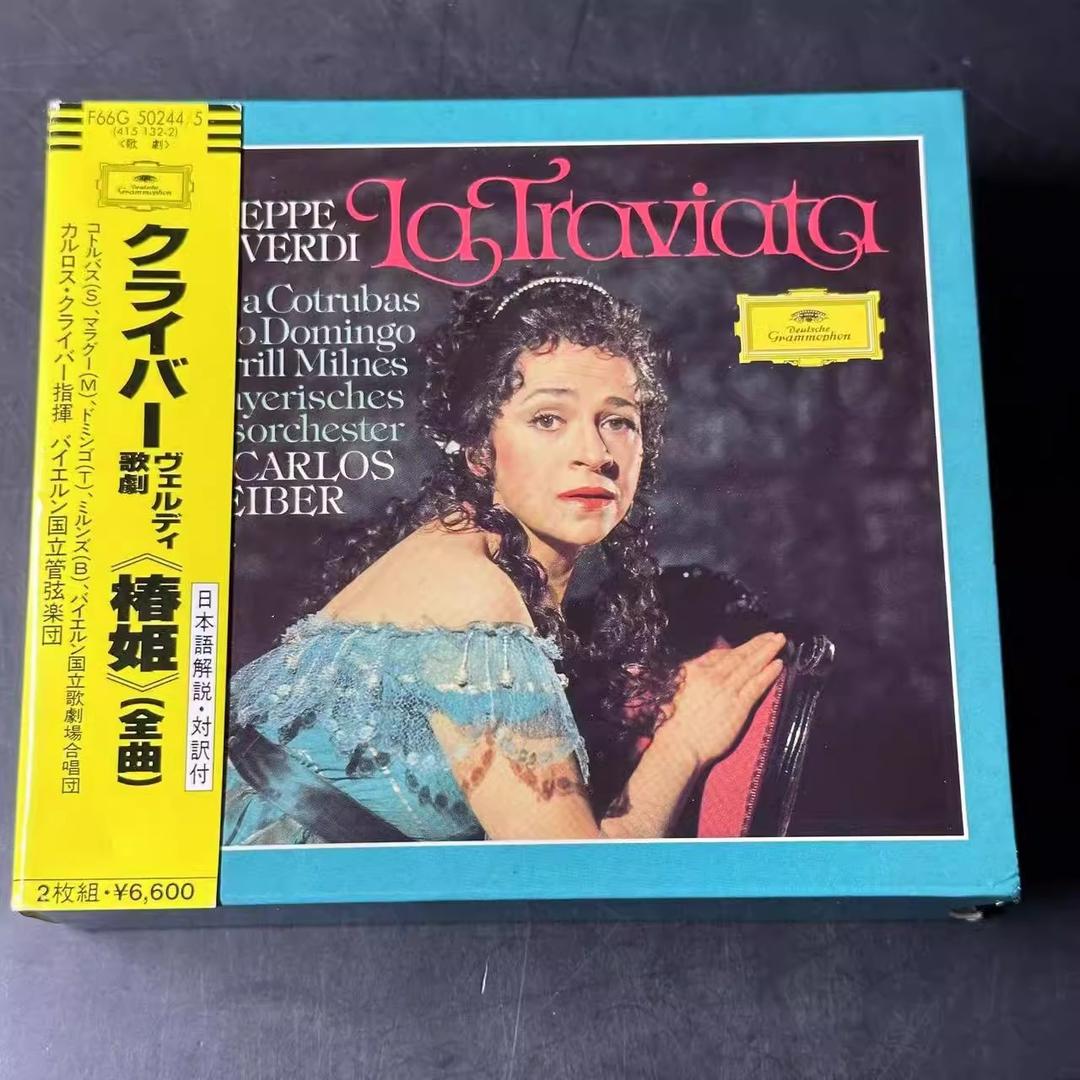 F66G 50244/5
(415 132-2)
〈歌 劇〉
Deutsche
Grammophon
クライバー
ヴェルディ
歌劇
《椿姫》(全曲)
コトルバス(S)、マラグー(M)、ドミンゴ(T)、ミルンズ(B)、バイエルン国立歌劇場合唱団
カルロス・クライバー指揮 バイエルン国立管弦楽団
日本語解説・対訳付
2枚組・¥6,600
EPPE
VERDI
La Traviata
a Cotrubas
o Domingo
rill Milnes
ayerisches
sorchester
CARLOS
EIBER
Deutsche
Grammophon